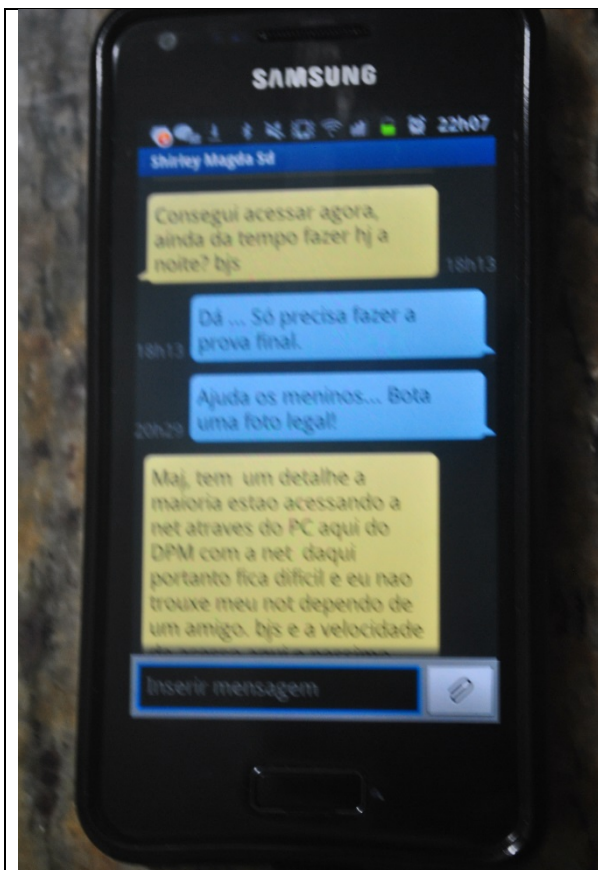 SAMSUNG
22h07
Shirley Magda Sd
Consegui acessar agora,
ainda da tempo fazer hj a
noite? bjs
18h13
Dá ... Só precisa fazer a
prova final.
18h13
Ajuda os meninos... Bota
uma foto legal!
20h29
Maj, tem um detalhe a
maioria estao acessando a
net atraves do PC aqui do
DPM com a net daqui
portanto fica dificil e eu nao
trouxe meu not dependo de
um amigo. bjs e a velocidade
Inserir mensagem